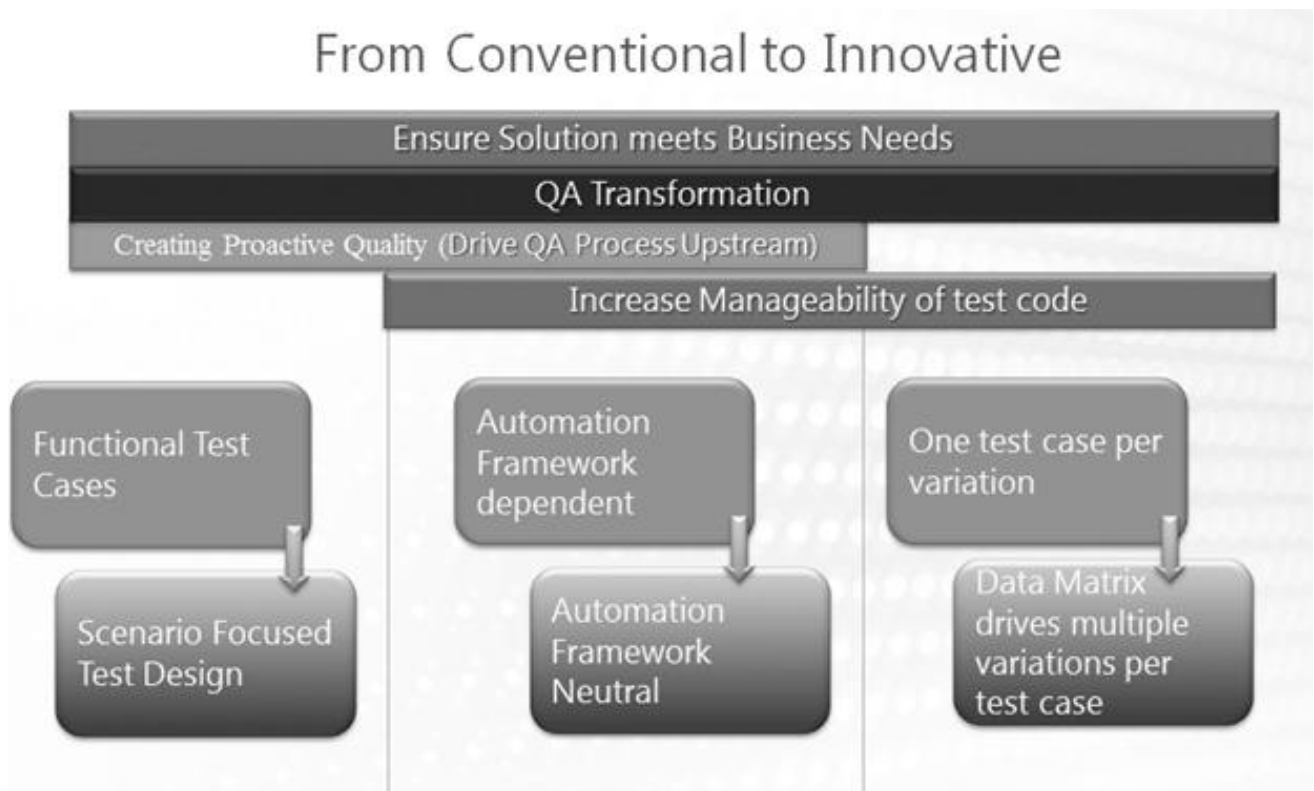 From Conventional to Innovative
Ensure Solution meets Business Needs
QA Transformation
Creating Proactive Quality (Drive QA Process Upstream)
Increase Manageability of test code
Functional Test
Cases
Scenario Focused
Test Design
Automation
Framework
dependent
Automation
Framework
Neutral
One test case per
variation
Data Matrix
drives multiple
variations per
test case